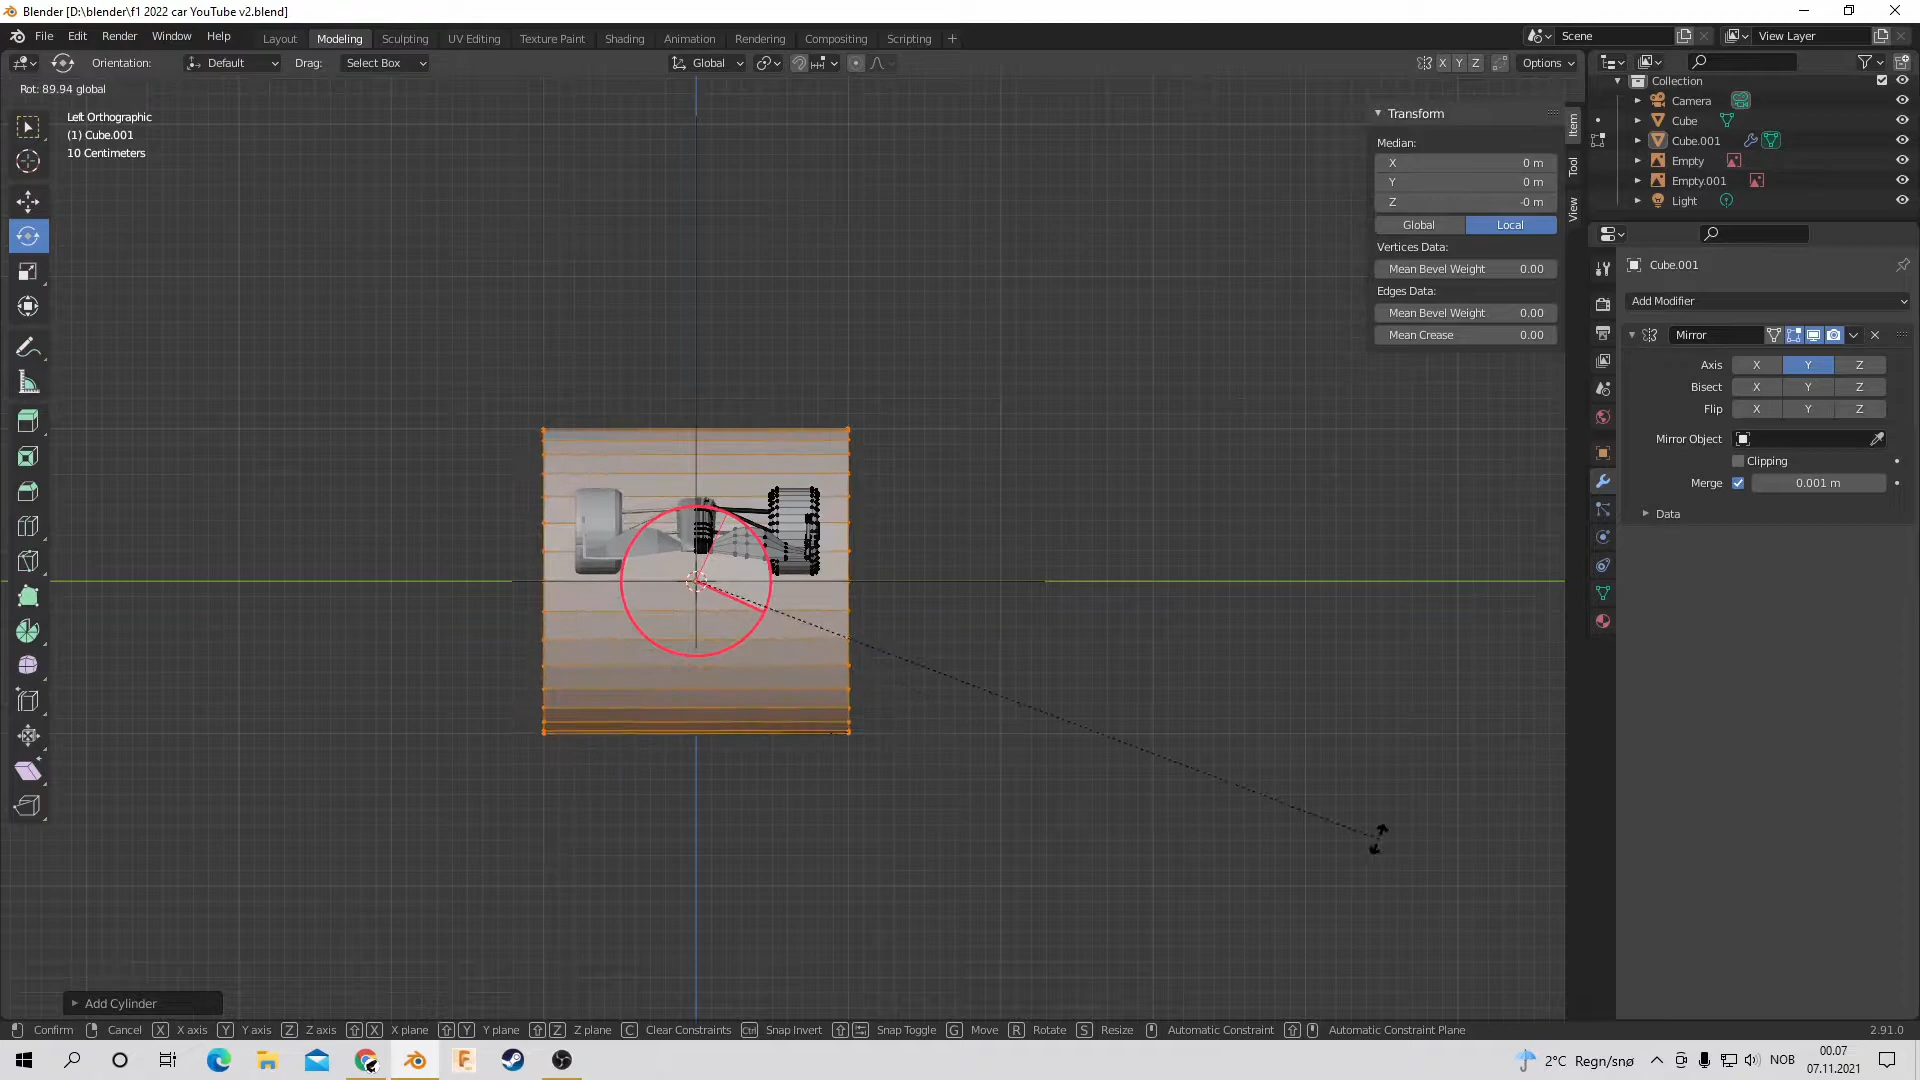 Blender [D:\blender\f1 2022 car YouTube v2.blend]
File Edit Render Window Help
Layout Modeling Sculpting UV Editing Texture Paint Shading Animation Rendering Compositing Scripting +
Scene View Layer
Orientation: Default Drag: Select Box Global X Y Z Options
Rot: 89.94 global
Left Orthographic
(1) Cube.001
10 Centimeters
Transform
Median:
X 0 m
Y 0 m
Z -0 m
Global Local
Vertices Data:
Mean Bevel Weight 0.00
Edges Data:
Mean Bevel Weight 0.00
Mean Crease 0.00
Item
Tool
View
Collection
Camera
Cube
Cube.001
Empty
Empty.001
Light
Cube.001
Add Modifier
Mirror
Axis X Y Z
Bisect X Y Z
Flip X Y Z
Mirror Object
Clipping
Merge 0.001 m
Data
Add Cylinder
Confirm Cancel X X axis Y Y axis Z Z axis X X plane Y Y plane Z Z plane C Clear Constraints Ctrl Snap Invert Snap Toggle G Move R Rotate S Resize Automatic Constraint Automatic Constraint Plane 2.91.0
2°C Regn/snø NOB 00.07
07.11.2021